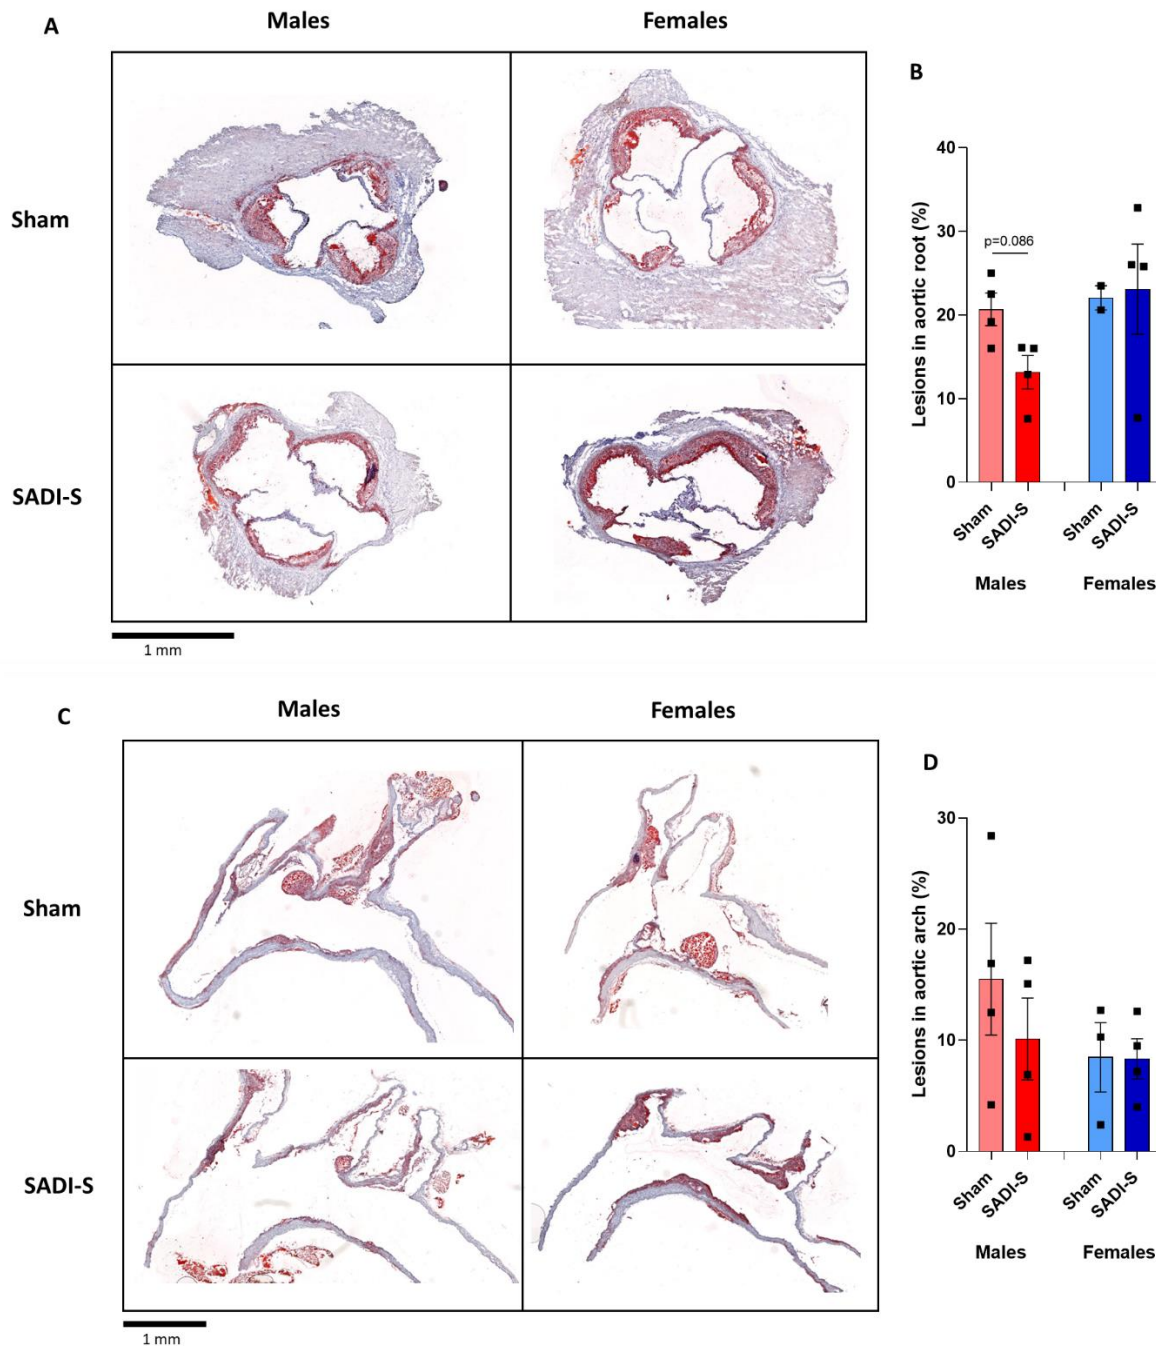 A
Males
Females
Sham
SADI-S
1 mm
B
Lesions in aortic root (%)
40
30
20
10
0
p=0.086
Sham
SADI-S
Sham
SADI-S
Males
Females
C
Males
Females
Sham
SADI-S
1 mm
D
Lesions in aortic arch (%)
30
20
10
0
Sham
SADI-S
Sham
SADI-S
Males
Females